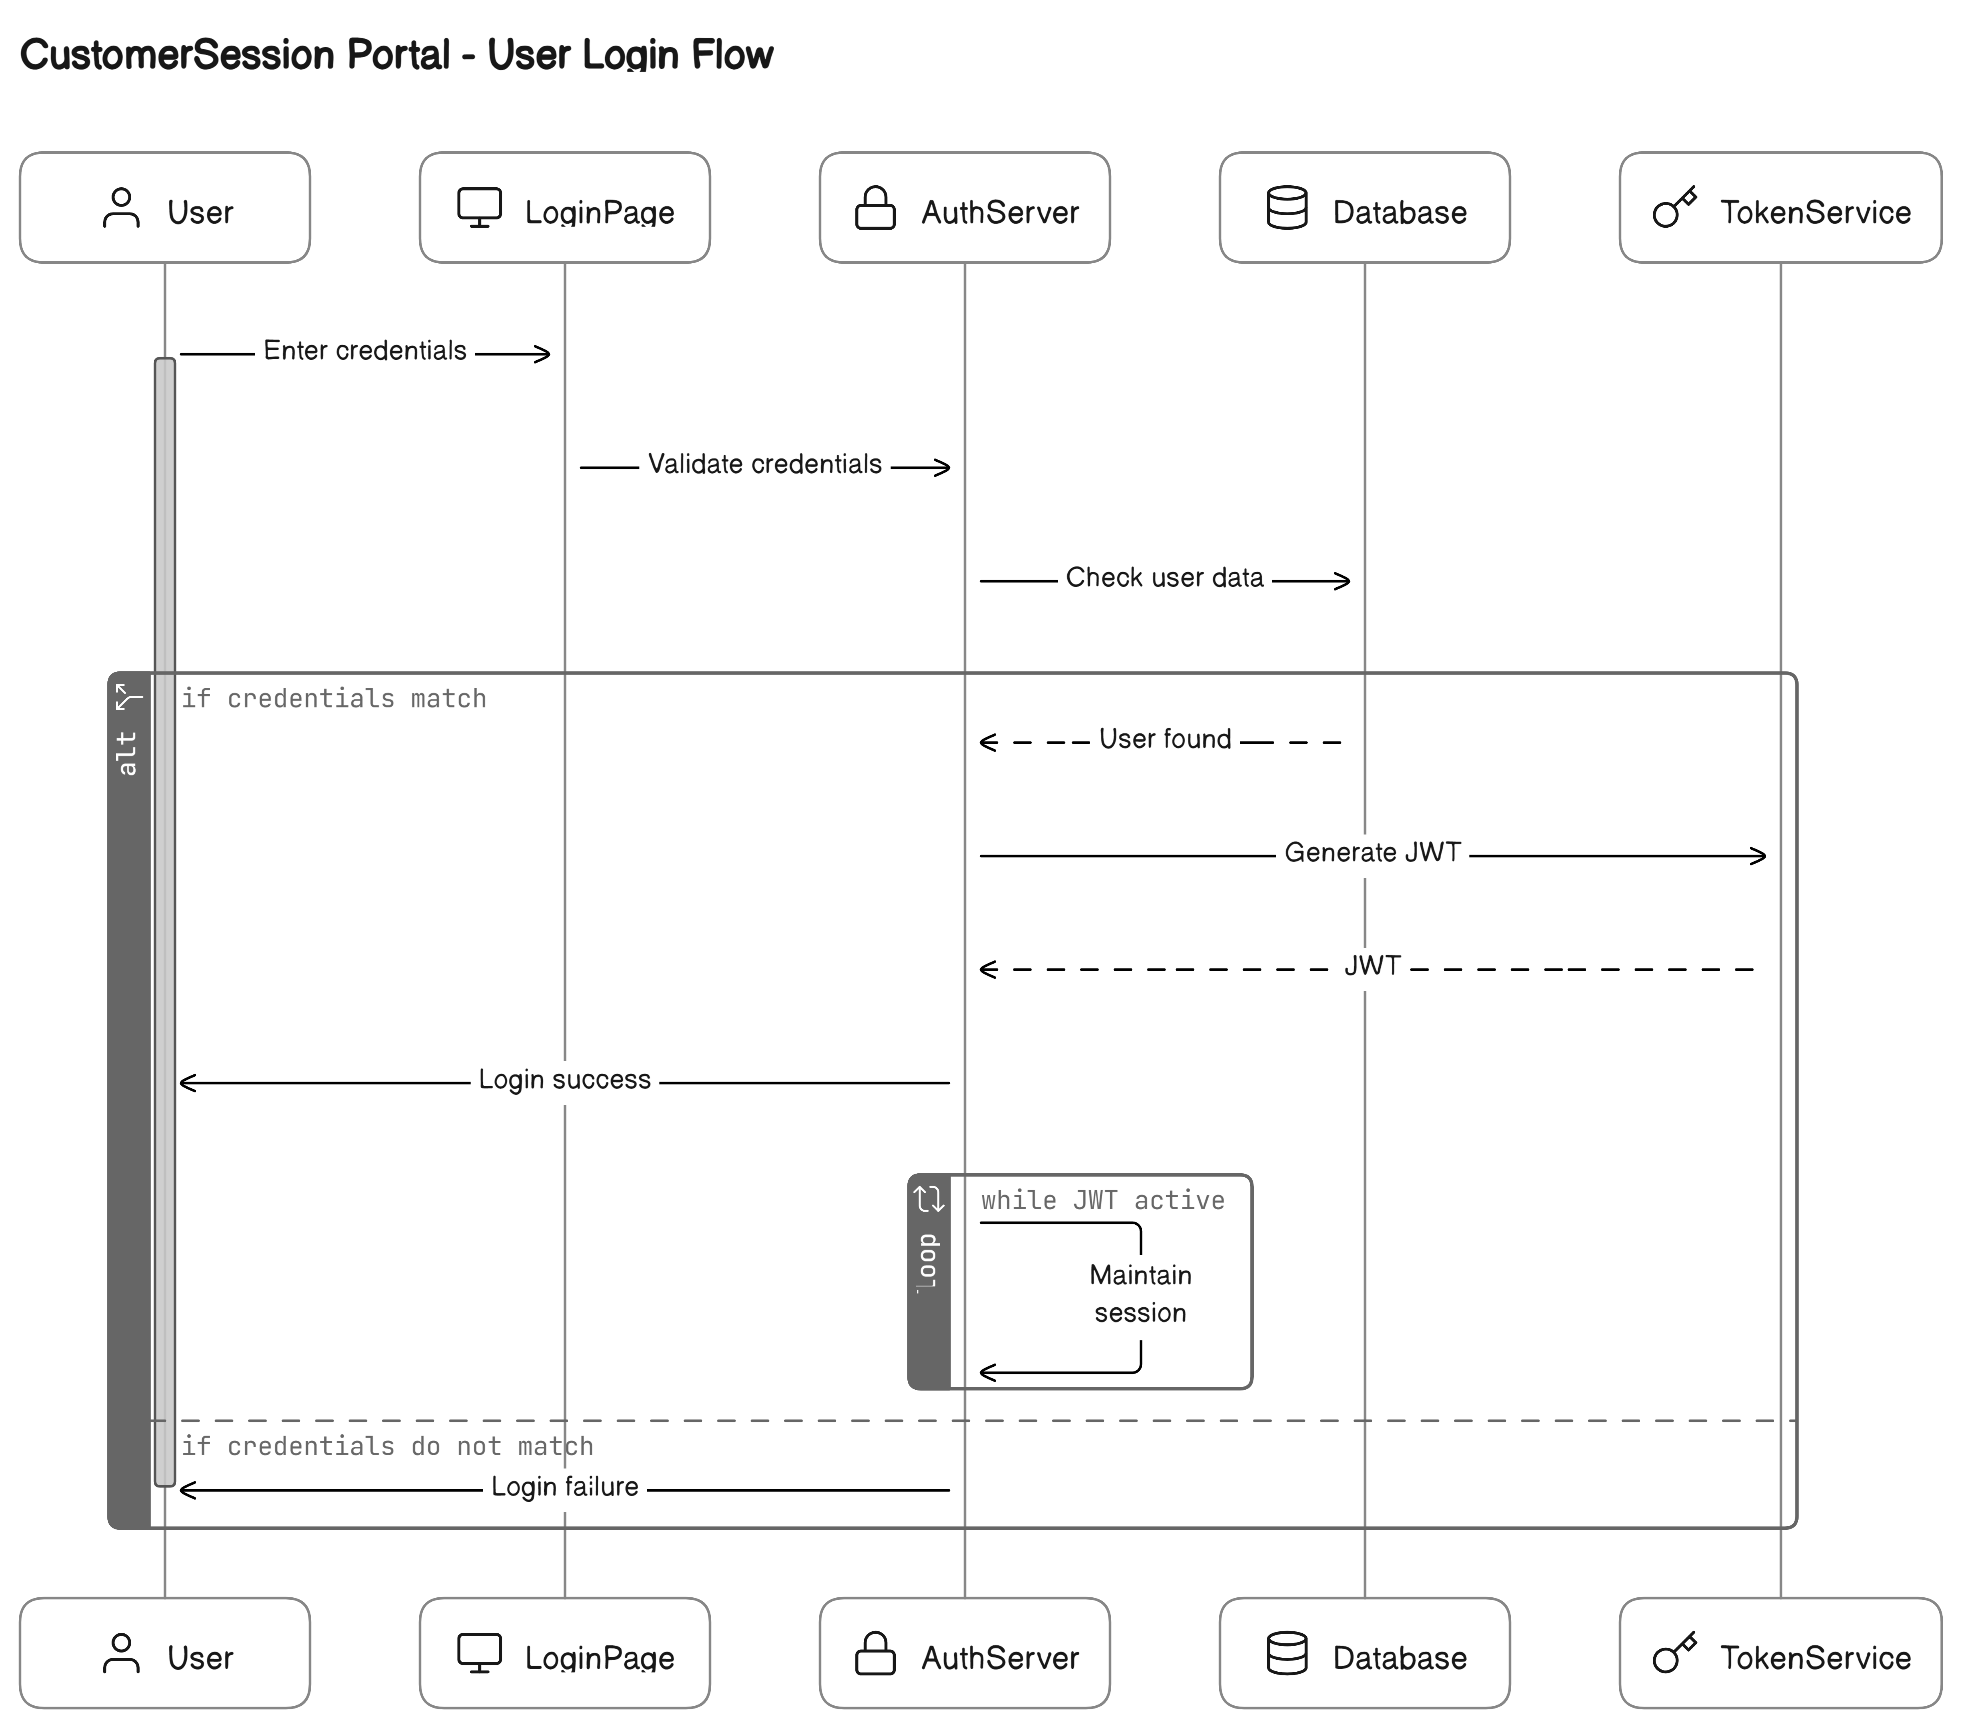 CustomerSession Portal - User Login Flow
User
LoginPage
AuthServer
Database
TokenService
Enter credentials
Validate credentials
Check user data
alt
if credentials match
User found
Generate JWT
JWT
Login success
loop
while JWT active
Maintain
session
if credentials do not match
Login failure
User
LoginPage
AuthServer
Database
TokenService